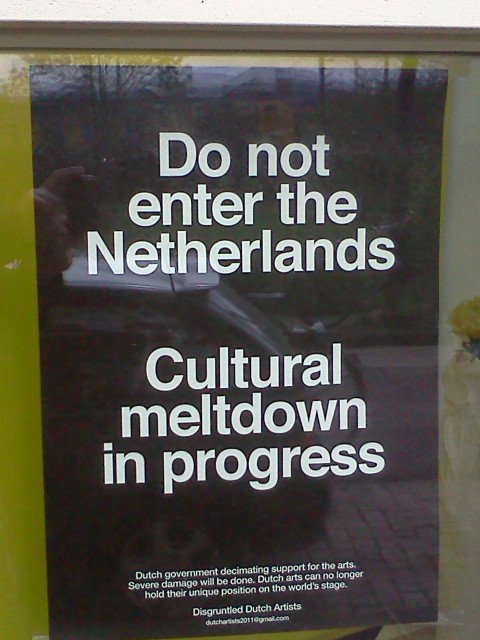 Do not
enter the
Netherlands
Cultural
meltdown
in progress
Dutch government decimating support for the arts.
Severe damage will be done. Dutch arts can no longer
hold their unique position on the world's stage.
Disgruntled Dutch Artists
dutchartists2011@gmail.com